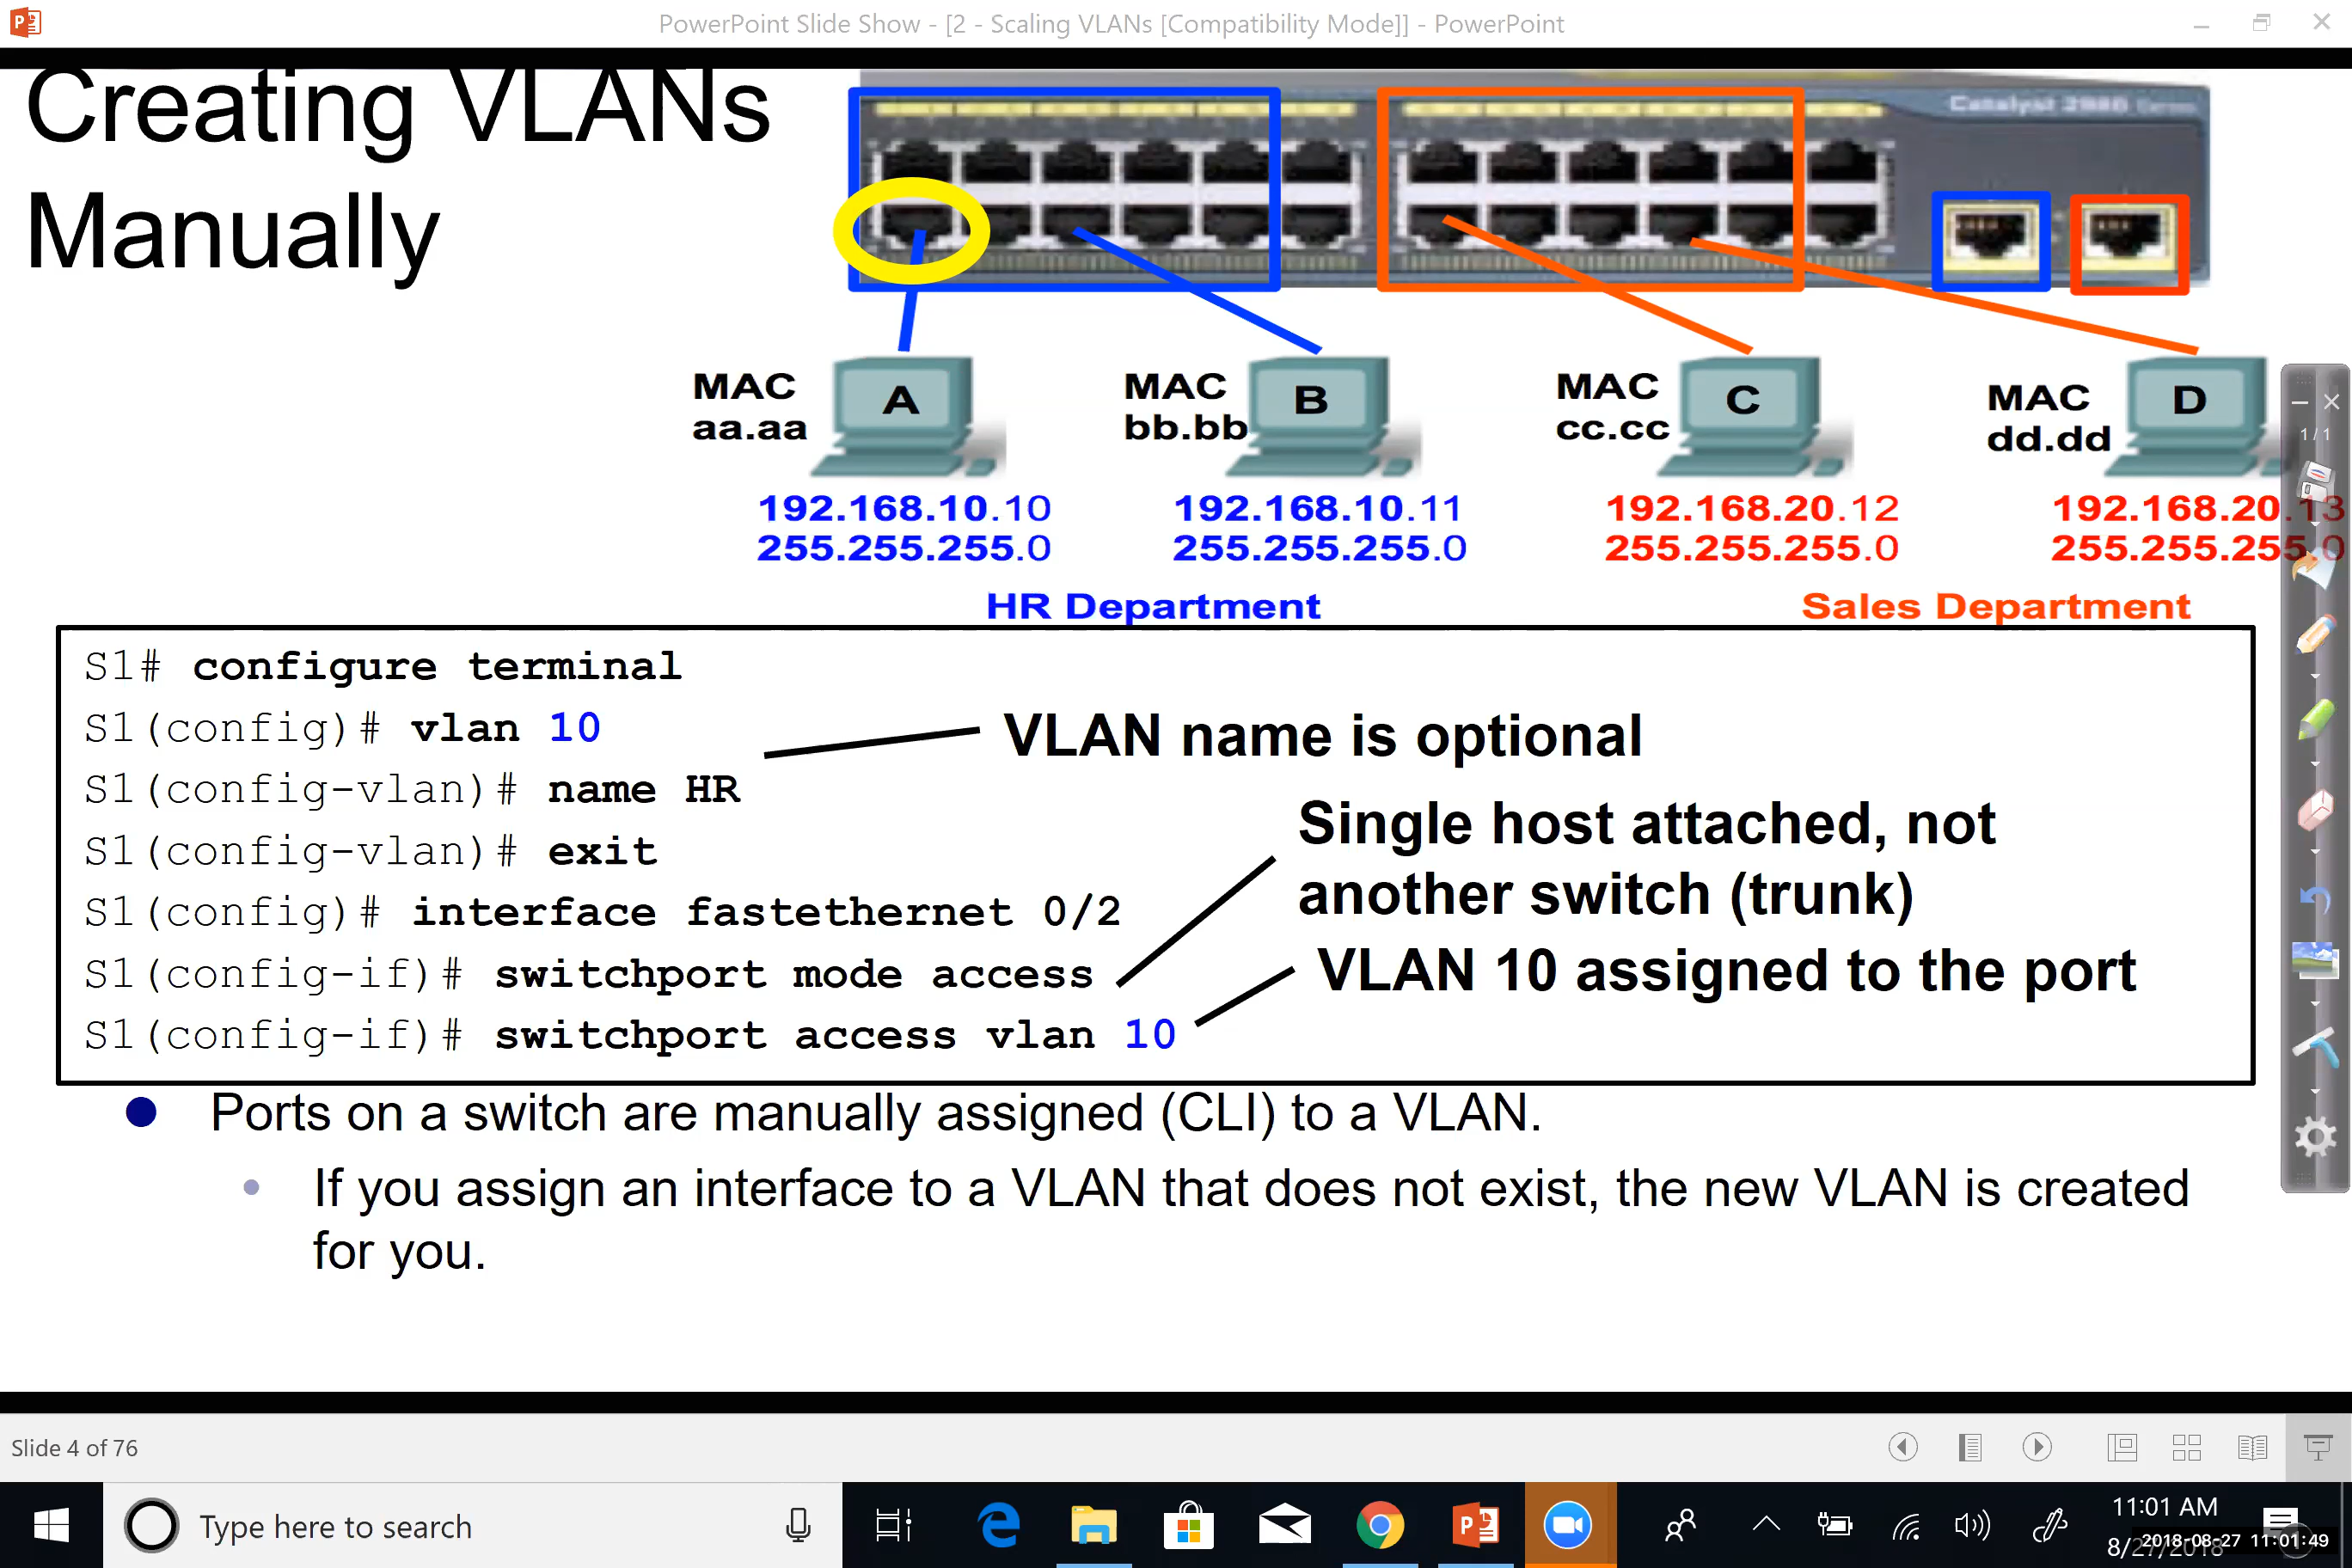 PowerPoint Slide Show - [2 - Scaling VLANs [Compatibility Mode]] - PowerPoint
Creating VLANs
Manually
Catalyst 2960 Series
MAC
aa.aa
A
MAC
bb.bb
B
MAC
cc.cc
C
MAC
dd.dd
D
1/1
192.168.10.10
255.255.255.0
192.168.10.11
255.255.255.0
192.168.20.12
255.255.255.0
192.168.20.13
255.255.255.0
HR Department
Sales Department
S1# configure terminal
S1(config)# vlan 10
S1(config-vlan)# name HR
S1(config-vlan)# exit
S1(config)# interface fastethernet 0/2
S1(config-if)# switchport mode access
S1(config-if)# switchport access vlan 10
VLAN name is optional
Single host attached, not
another switch (trunk)
VLAN 10 assigned to the port
Ports on a switch are manually assigned (CLI) to a VLAN.
If you assign an interface to a VLAN that does not exist, the new VLAN is created
for you.
Slide 4 of 76
Type here to search
11:01 AM
8/27/2018
2018-08-27 11:01:49